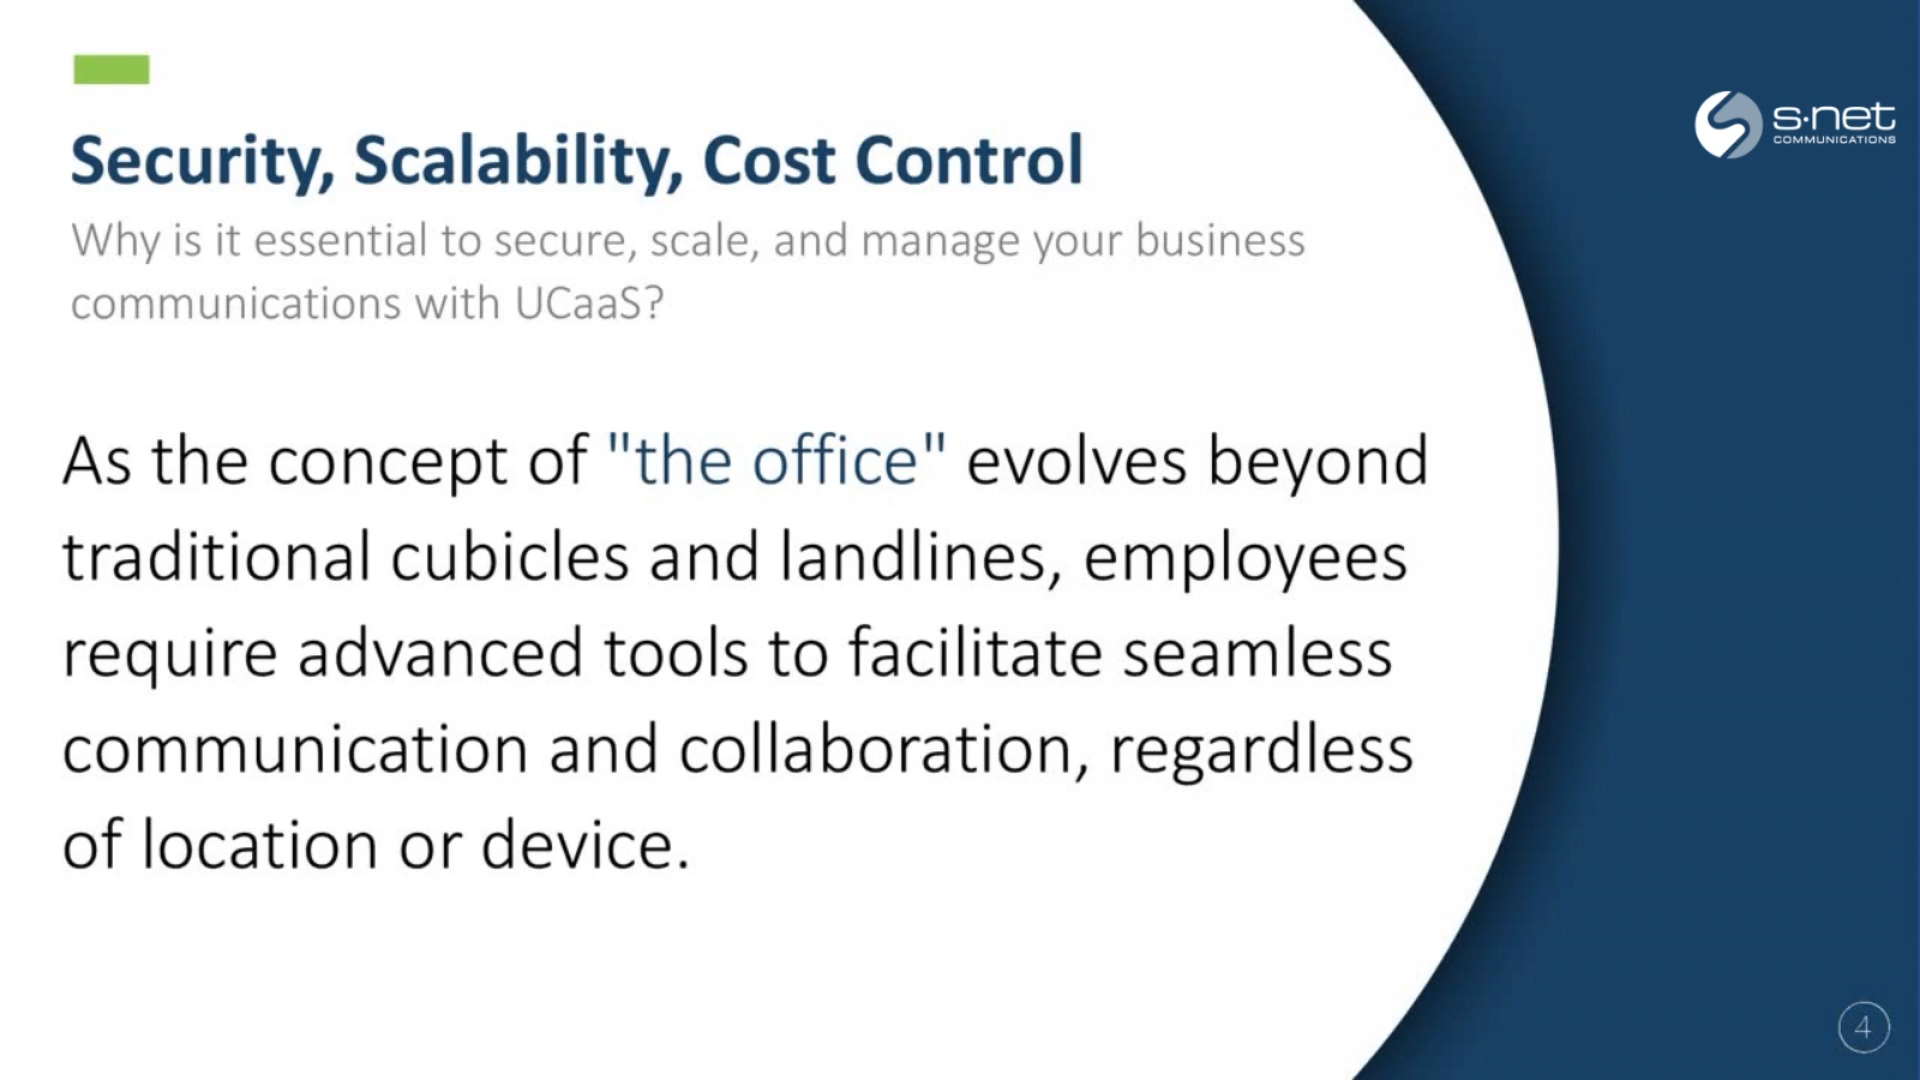 s·net
COMMUNICATIONS
Security, Scalability, Cost Control
Why is it essential to secure, scale, and manage your business
communications with UCaaS?
As the concept of "the office" evolves beyond
traditional cubicles and landlines, employees
require advanced tools to facilitate seamless
communication and collaboration, regardless
of location or device.
4